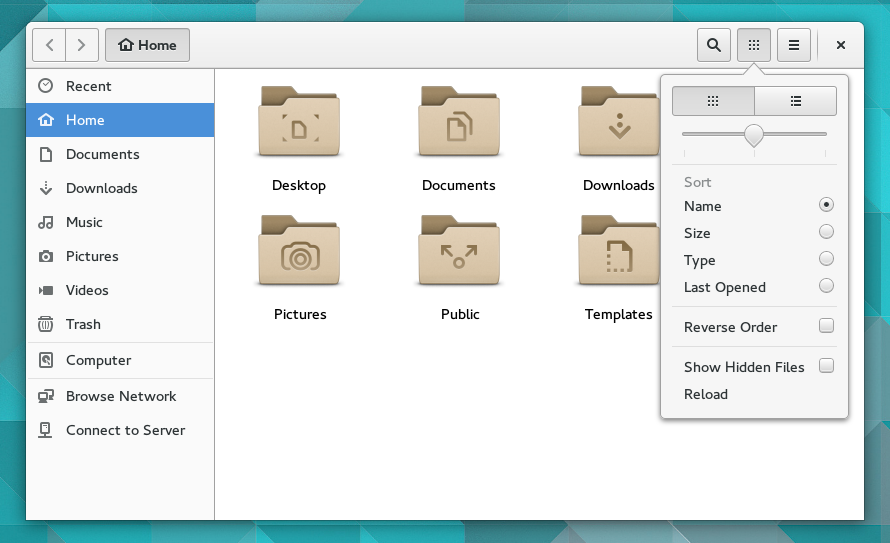 Home
Recent
Home
Documents
Downloads
Music
Pictures
Videos
Trash
Computer
Browse Network
Connect to Server
Desktop
Documents
Downloads
Pictures
Public
Templates
Sort
Name
Size
Type
Last Opened
Reverse Order
Show Hidden Files
Reload